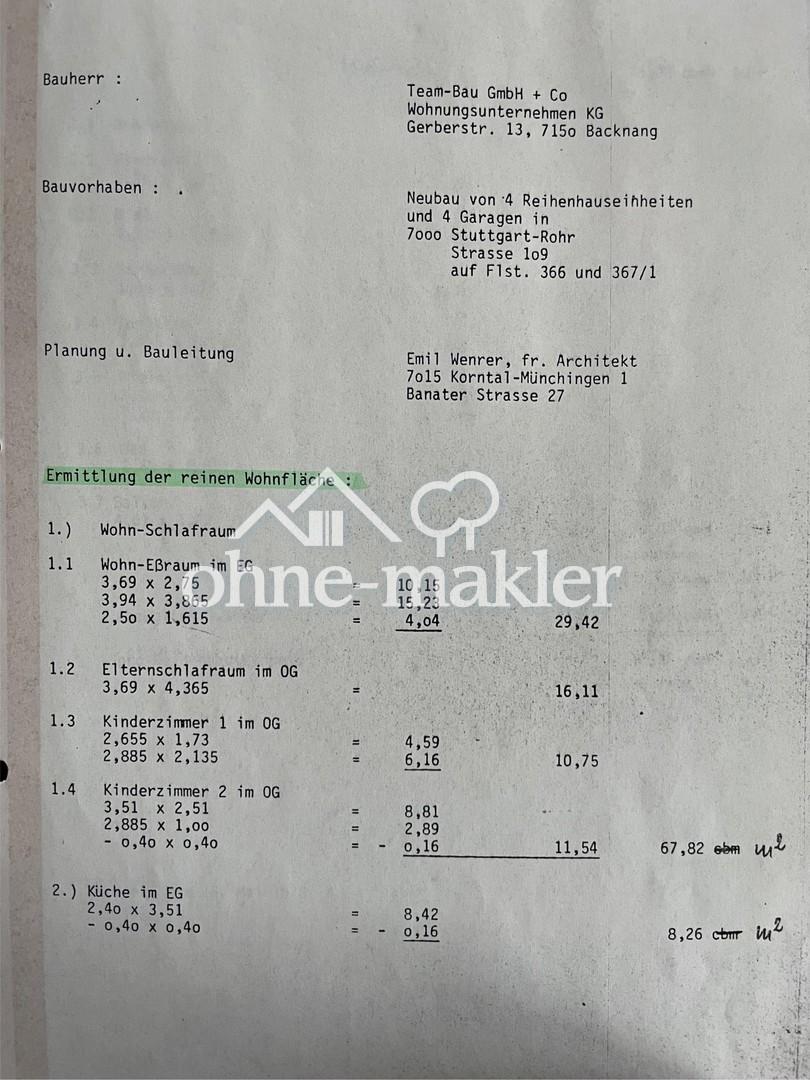 Bauherr :
Team-Bau GmbH + Co
Wohnungsunternehmen KG
Gerberstr. 13, 715o Backnang
Bauvorhaben : .
Neubau von 4 Reihenhauseinheiten
und 4 Garagen in
7ooo Stuttgart-Rohr
Strasse 1o9
auf Flst. 366 und 367/1
Planung u. Bauleitung
Emil Wenrer, fr. Architekt
7o15 Korntal-Münchingen 1
Banater Strasse 27
Ermittlung der reinen Wohnfläche :
1.) Wohn-Schlafraum
1.1 Wohn-Eßraum im EG
3,69 x 2,75 = 10,15
3,94 x 3,865 = 15,23
2,5o x 1,615 = 4,o4 29,42
ohne-makler
1.2 Elternschlafraum im OG
3,69 x 4,365 = 16,11
1.3 Kinderzimmer 1 im OG
2,655 x 1,73 = 4,59
2,885 x 2,135 = 6,16 10,75
1.4 Kinderzimmer 2 im OG
3,51 x 2,51 = 8,81
2,885 x 1,oo = 2,89
- o,4o x o,4o = - o,16 11,54 67,82 m²
2.) Küche im EG
2,4o x 3,51 = 8,42
- o,4o x o,4o = - o,16 8,26 m²